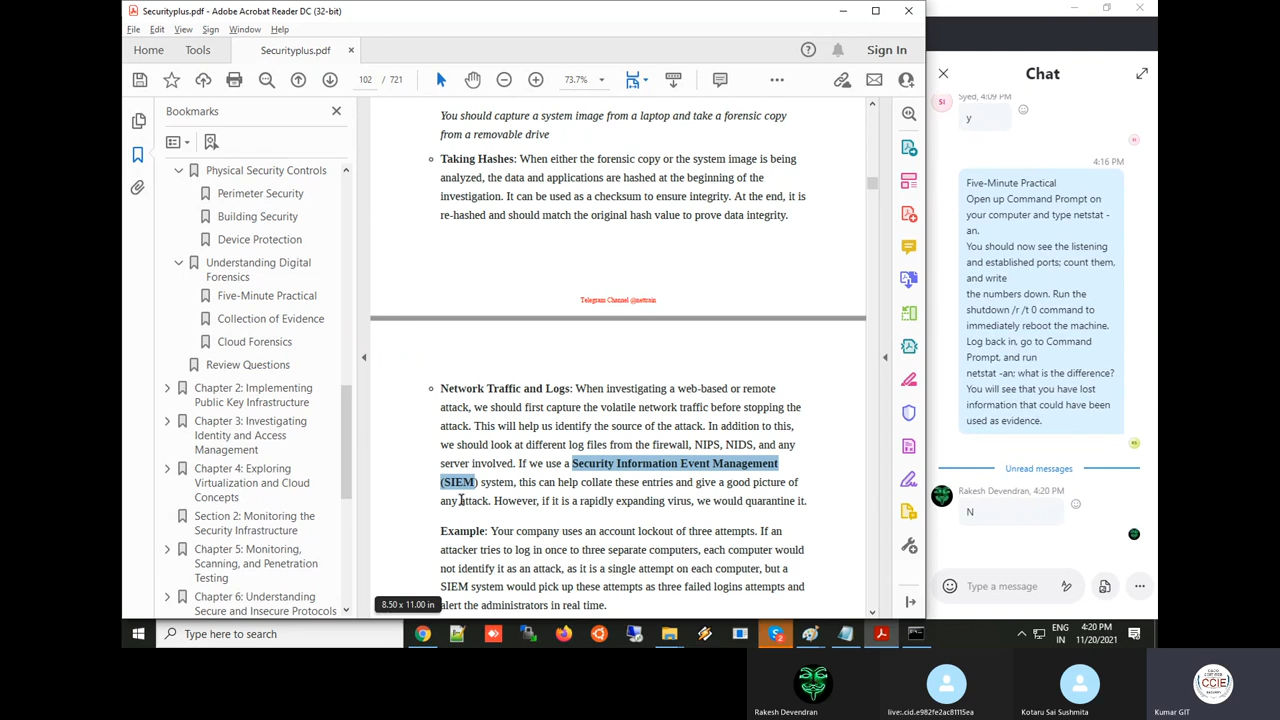 Securityplus.pdf - Adobe Acrobat Reader DC (32-bit)
File Edit View Sign Window Help
Home Tools Securityplus.pdf Sign In
102 / 721 73.7%
Bookmarks
Physical Security Controls
Perimeter Security
Building Security
Device Protection
Understanding Digital
Forensics
Five-Minute Practical
Collection of Evidence
Cloud Forensics
Review Questions
Chapter 2: Implementing
Public Key Infrastructure
Chapter 3: Investigating
Identity and Access
Management
Chapter 4: Exploring
Virtualization and Cloud
Concepts
Section 2: Monitoring the
Security Infrastructure
Chapter 5: Monitoring,
Scanning, and Penetration
Testing
Chapter 6: Understanding
Secure and Insecure Protocols
You should capture a system image from a laptop and take a forensic copy
from a removable drive
Taking Hashes: When either the forensic copy or the system image is being
analyzed, the data and applications are hashed at the beginning of the
investigation. It can be used as a checksum to ensure integrity. At the end, it is
re-hashed and should match the original hash value to prove data integrity.
Telegram Channel @nettrain
Network Traffic and Logs: When investigating a web-based or remote
attack, we should first capture the volatile network traffic before stopping the
attack. This will help us identify the source of the attack. In addition to this,
we should look at different log files from the firewall, NIPS, NIDS, and any
server involved. If we use a Security Information Event Management
(SIEM) system, this can help collate these entries and give a good picture of
any attack. However, if it is a rapidly expanding virus, we would quarantine it.
Example: Your company uses an account lockout of three attempts. If an
attacker tries to log in once to three separate computers, each computer would
not identify it as an attack, as it is a single attempt on each computer, but a
SIEM system would pick up these attempts as three failed logins attempts and
alert the administrators in real time.
8.50 x 11.00 in
Chat
SI
Syed, 4:09 PM
y
4:16 PM
Five-Minute Practical
Open up Command Prompt on
your computer and type netstat -
an.
You should now see the listening
and established ports; count them,
and write
the numbers down. Run the
shutdown /r /t 0 command to
immediately reboot the machine.
Log back in, go to Command
Prompt, and run
netstat -an; what is the difference?
You will see that you have lost
information that could have been
used as evidence.
Unread messages
Rakesh Devendran, 4:20 PM
N
Type a message
Type here to search
ENG
IN
4:20 PM
11/20/2021
Rakesh Devendran
live:.cid.e982fe2ac81115ea
Kotaru Sai Sushmita
CCIE
Kumar GIT